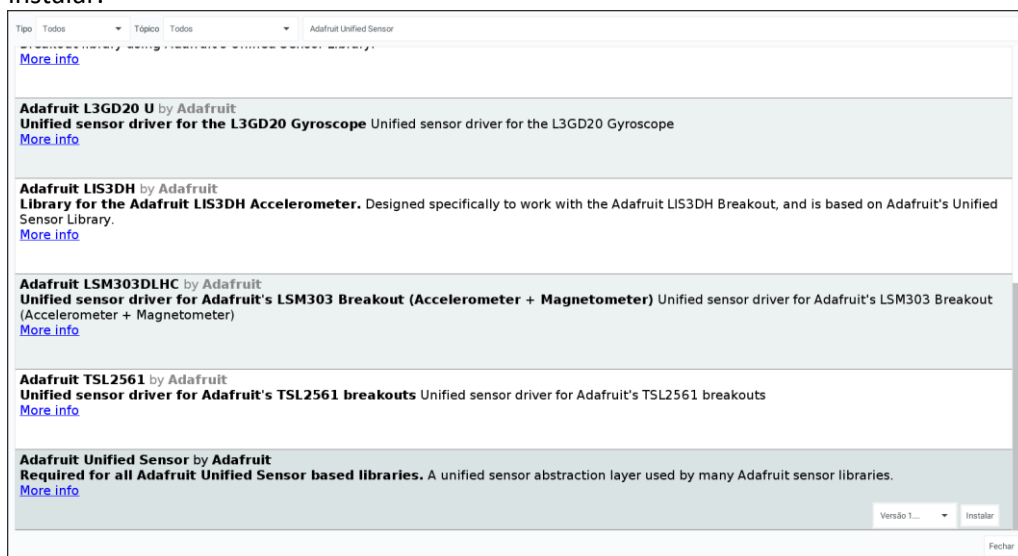 instalar.
Tipo Todos Tópico Todos Adafruit Unified Sensor
Breakout library using Adafruit's Unified Sensor Library.
More info
Adafruit L3GD20 U by Adafruit
Unified sensor driver for the L3GD20 Gyroscope Unified sensor driver for the L3GD20 Gyroscope
More info
Adafruit LIS3DH by Adafruit
Library for the Adafruit LIS3DH Accelerometer. Designed specifically to work with the Adafruit LIS3DH Breakout, and is based on Adafruit's Unified
Sensor Library.
More info
Adafruit LSM303DLHC by Adafruit
Unified sensor driver for Adafruit's LSM303 Breakout (Accelerometer + Magnetometer) Unified sensor driver for Adafruit's LSM303 Breakout
(Accelerometer + Magnetometer)
More info
Adafruit TSL2561 by Adafruit
Unified sensor driver for Adafruit's TSL2561 breakouts Unified sensor driver for Adafruit's TSL2561 breakouts
More info
Adafruit Unified Sensor by Adafruit
Required for all Adafruit Unified Sensor based libraries. A unified sensor abstraction layer used by many Adafruit sensor libraries.
More info
Versão 1.... Instalar
Fechar